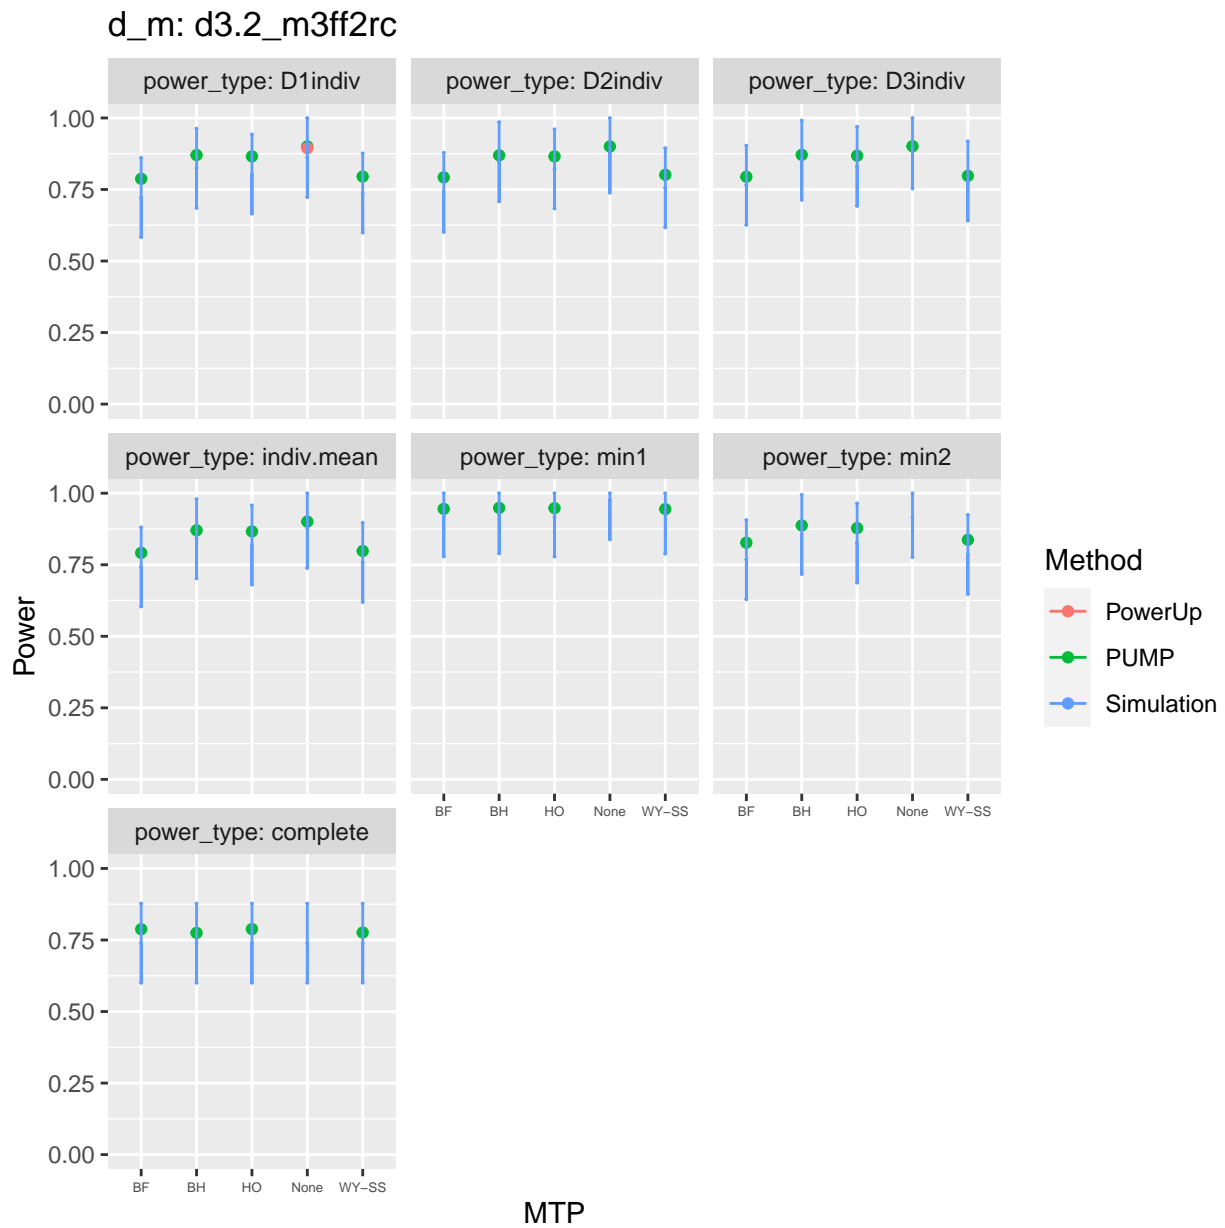 d_m: d3.2_m3ff2rc
power_type: D1indiv
power_type: D2indiv
power_type: D3indiv
1.00
0.75
0.50
0.25
0.00
power_type: indiv.mean
power_type: min1
power_type: min2
1.00
0.75
0.50
0.25
0.00
BF BH HO None WY−SS
BF BH HO None WY−SS
power_type: complete
1.00
0.75
0.50
0.25
0.00
BF BH HO None WY−SS
MTP
Power
Method
PowerUp
PUMP
Simulation